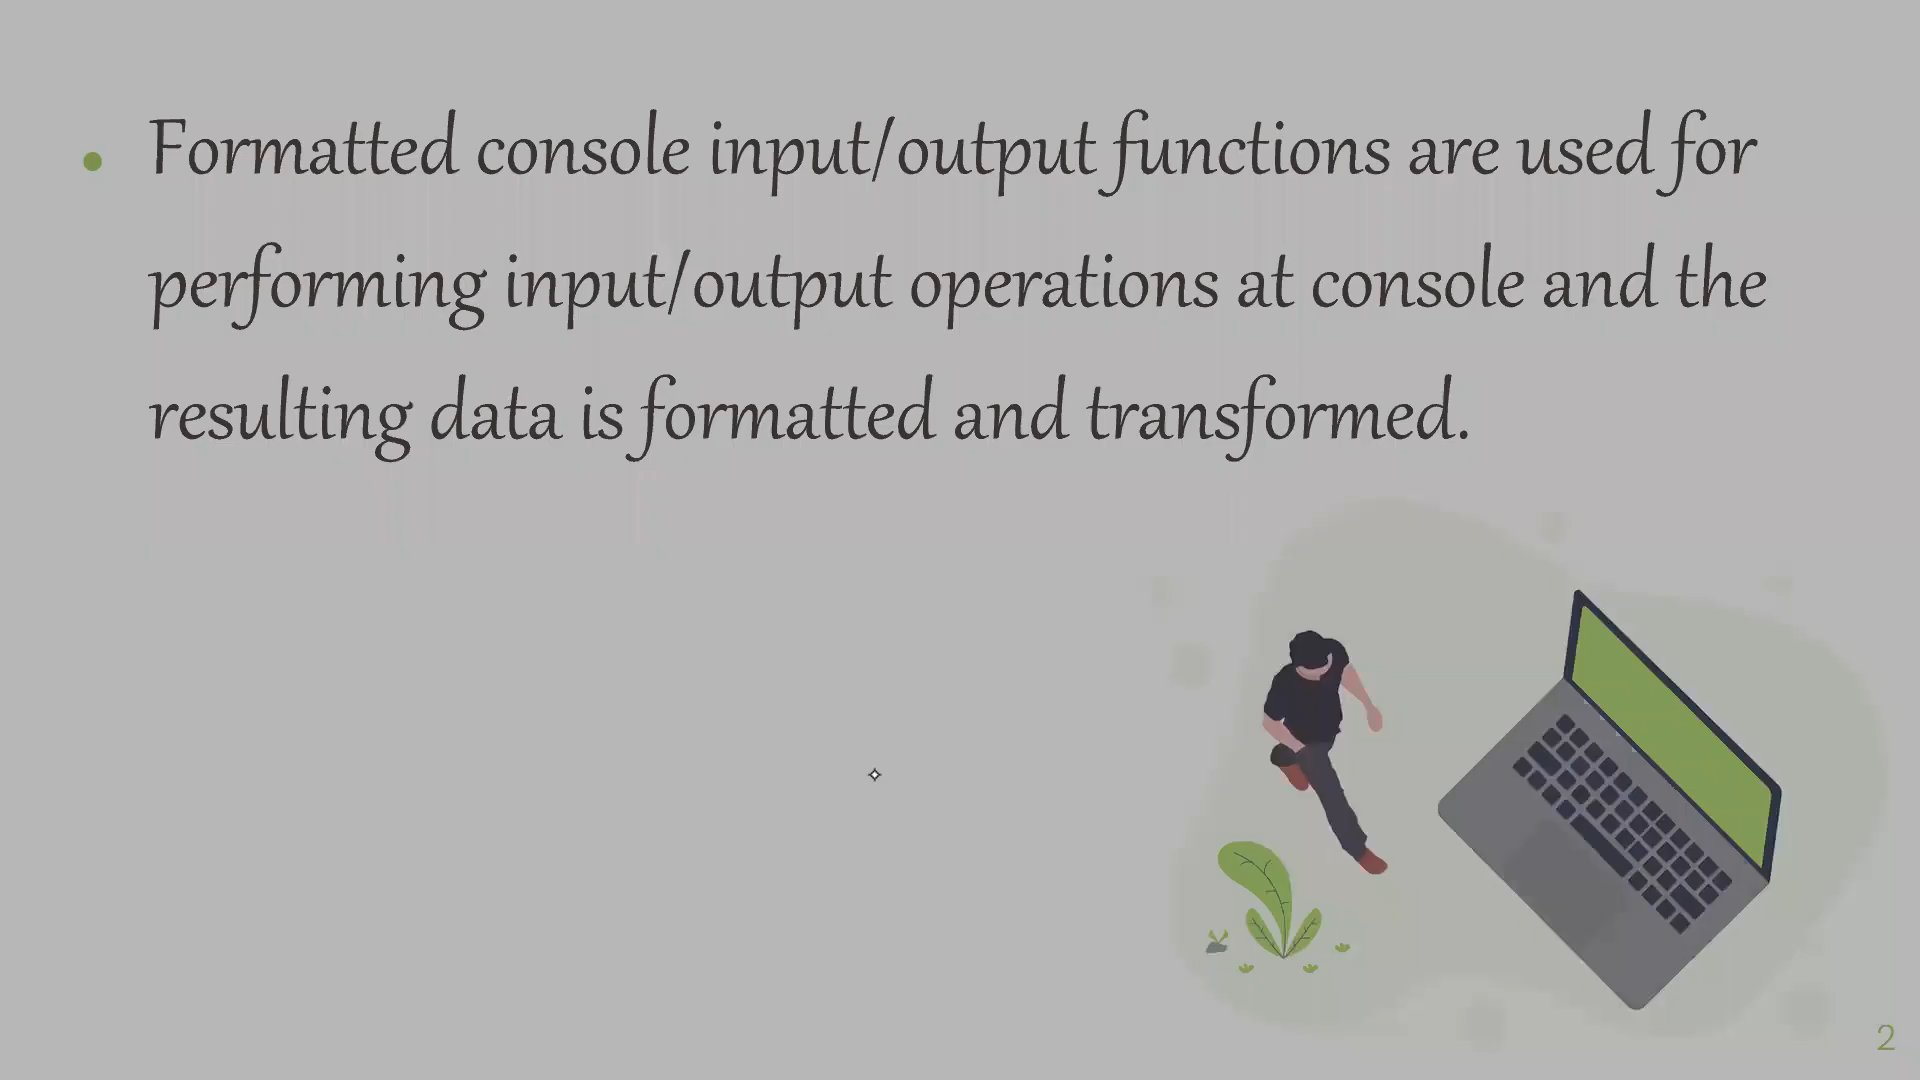 • Formatted console input/output functions are used for
performing input/output operations at console and the
resulting data is formatted and transformed.
2